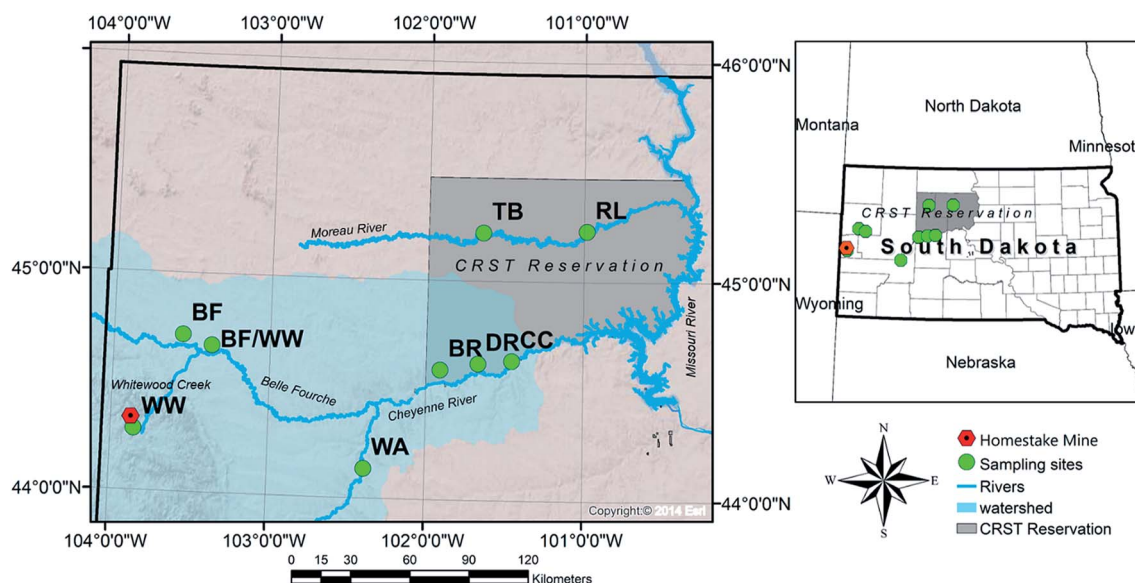 104°0'0"W
103°0'0"W
102°0'0"W
101°0'0"W
46°0'0"N
45°0'0"N
45°0'0"N
44°0'0"N
44°0'0"N
Moreau River
TB
RL
CRST Reservation
BF
BF/WW
Whitewood Creek
WW
Belle Fourche
BR
DR
CC
Cheyenne River
WA
Missouri River
Copyright:© 2014 Esri
104°0'0"W
103°0'0"W
102°0'0"W
101°0'0"W
0 15 30 60 90 120
Kilometers
North Dakota
Montana
Minnesot
CRST Reservation
South Dakota
Wyoming
Iow
Nebraska
N
W
E
S
Homestake Mine
Sampling sites
Rivers
watershed
CRST Reservation